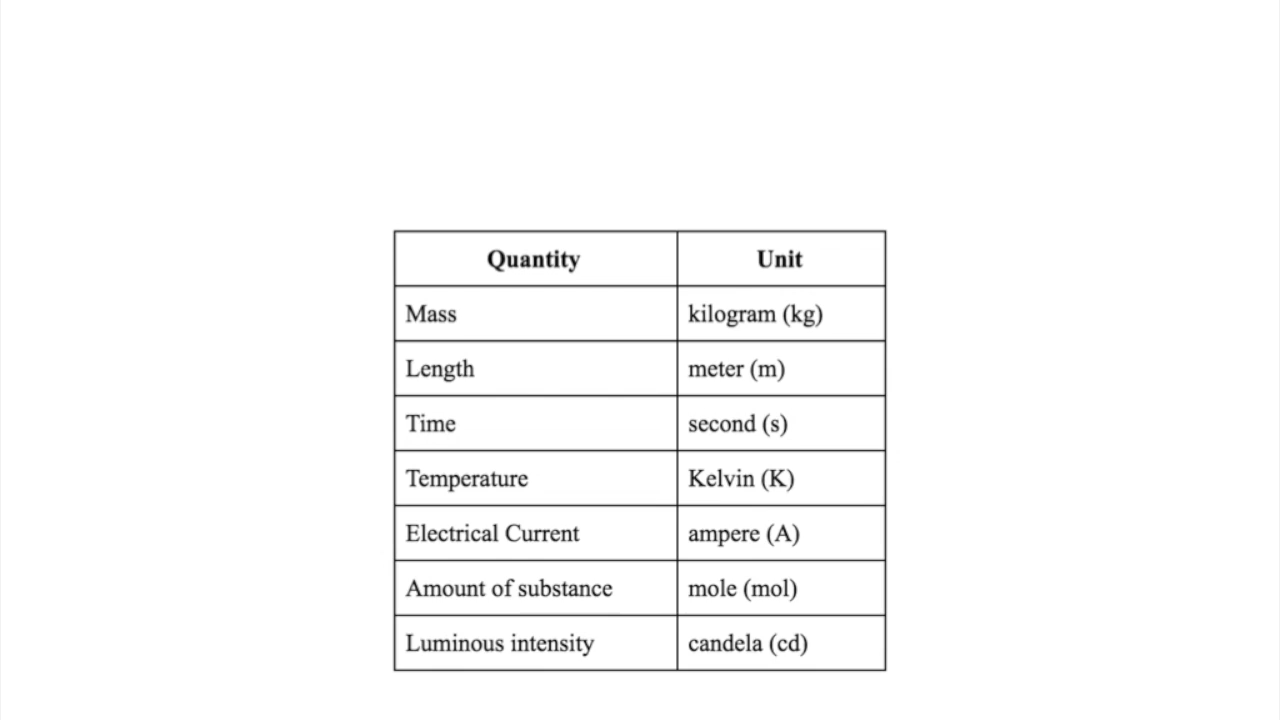 Quantity Unit
Mass kilogram (kg)
Length meter (m)
Time second (s)
Temperature Kelvin (K)
Electrical Current ampere (A)
Amount of substance mole (mol)
Luminous intensity candela (cd)